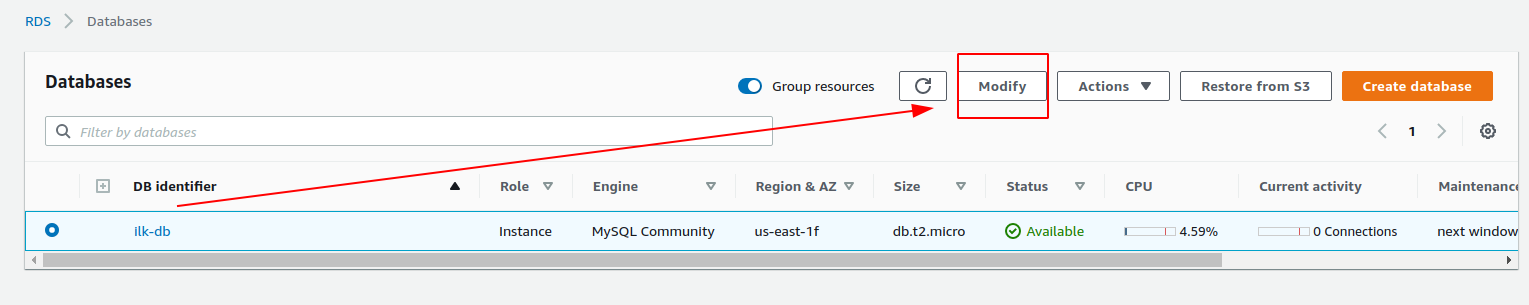 RDS > Databases
Databases
Group resources
Modify
Actions
Restore from S3
Create database
Filter by databases
1
DB identifier Role Engine Region & AZ Size Status CPU Current activity Maintenance
ilk-db Instance MySQL Community us-east-1f db.t2.micro Available 4.59% 0 Connections next window